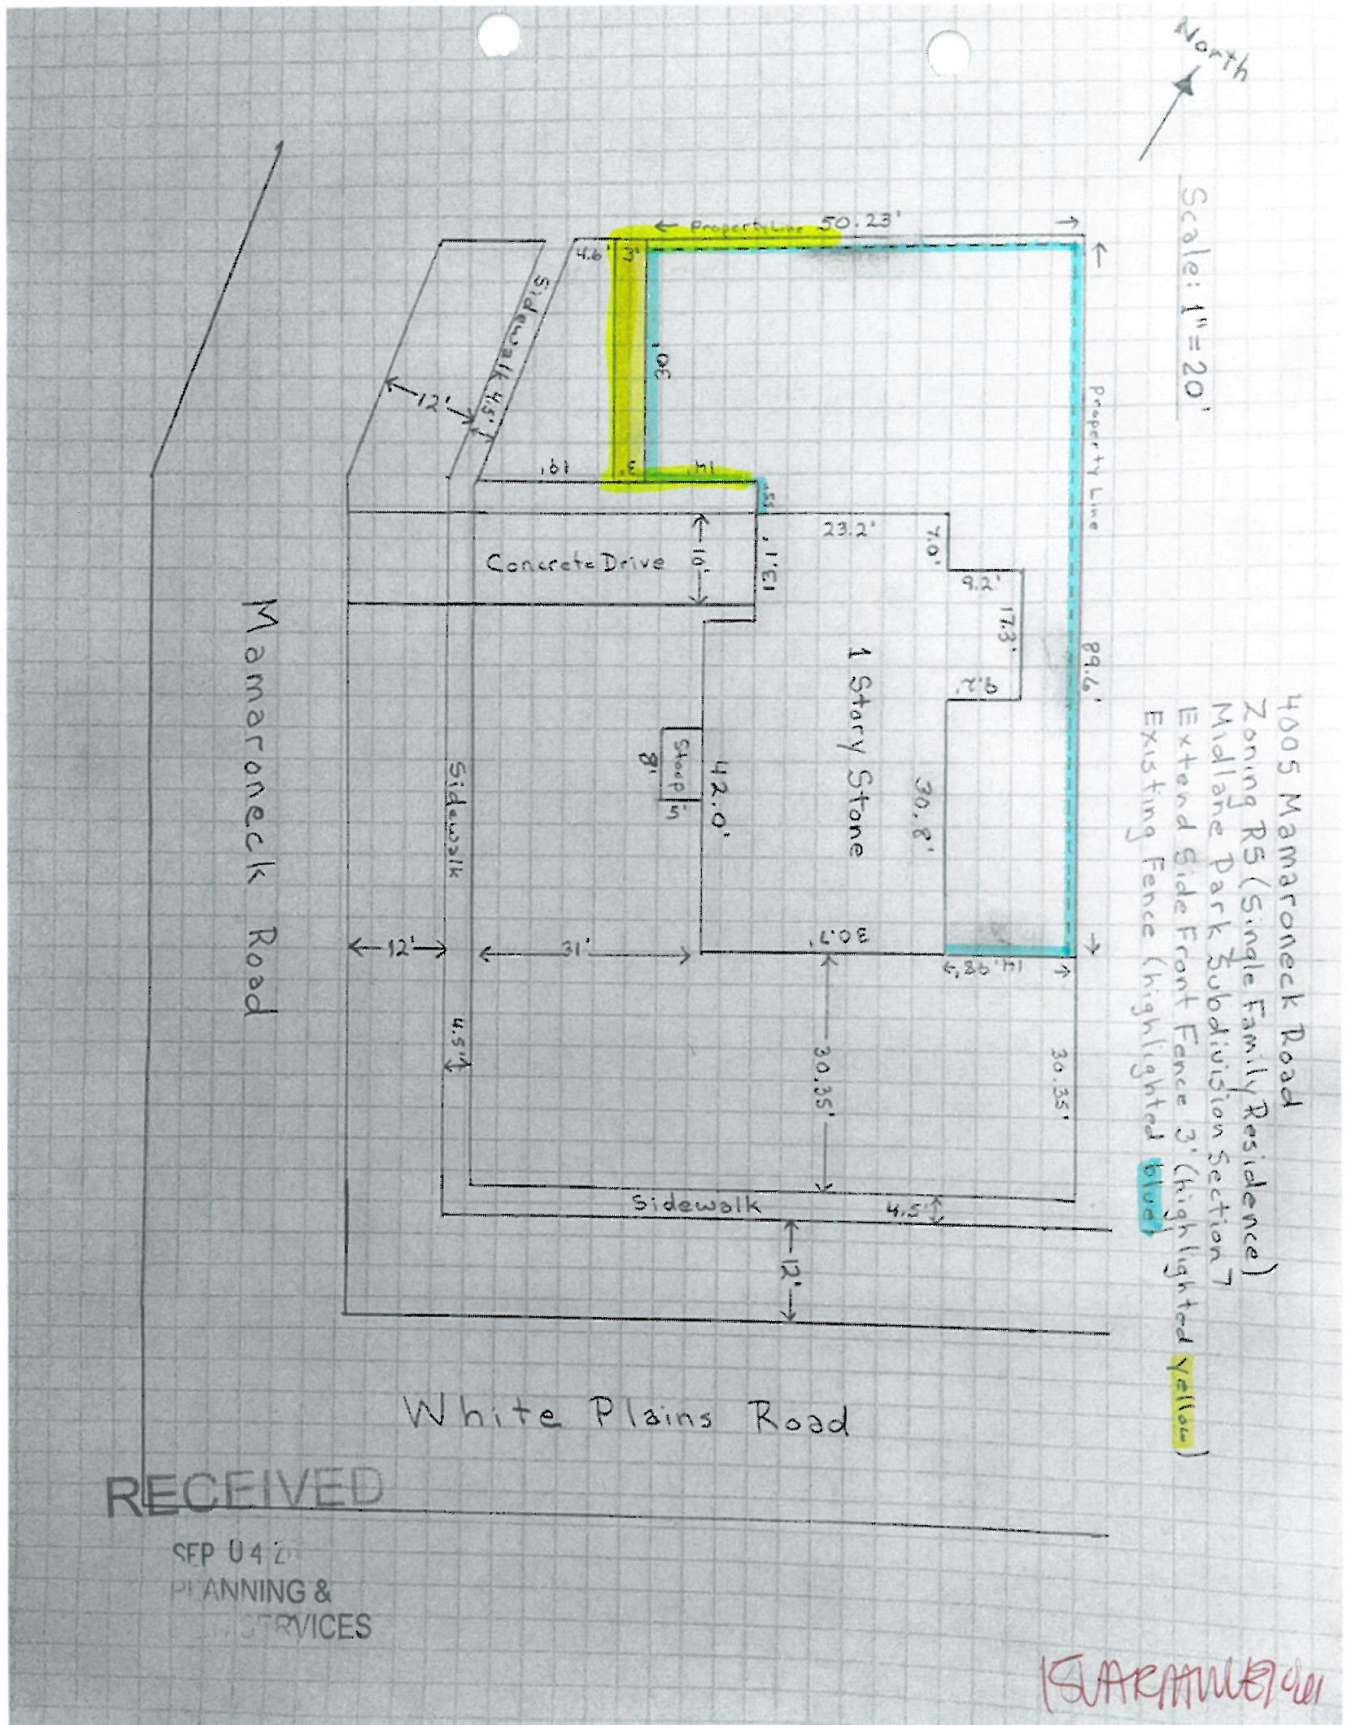 North
Scale: 1" = 20'
4005 Mamaroneck Road
Zoning R5 (Single Family Residence)
Midlane Park Subdivision Section 7
Extend Side Front Fence 3' (highlighted yellow)
Existing Fence (highlighted blue)
Property Line 50.23'
4.6'
3'
Sidewalk 4.5'
12'
30'
Property Line
89.6'
19'
3'
14'
23.2'
7.0'
9.2'
17.3'
9.2'
Concrete Drive
10'
13.1'
1 Story Stone
Stoop
8'
5'
42.0'
30.8'
Mamaroneck Road
Sidewalk
12'
31'
30.7'
14.98'
4.5'
30.35'
30.35'
Sidewalk
4.5'
12'
White Plains Road
RECEIVED
SEP 04
PLANNING &